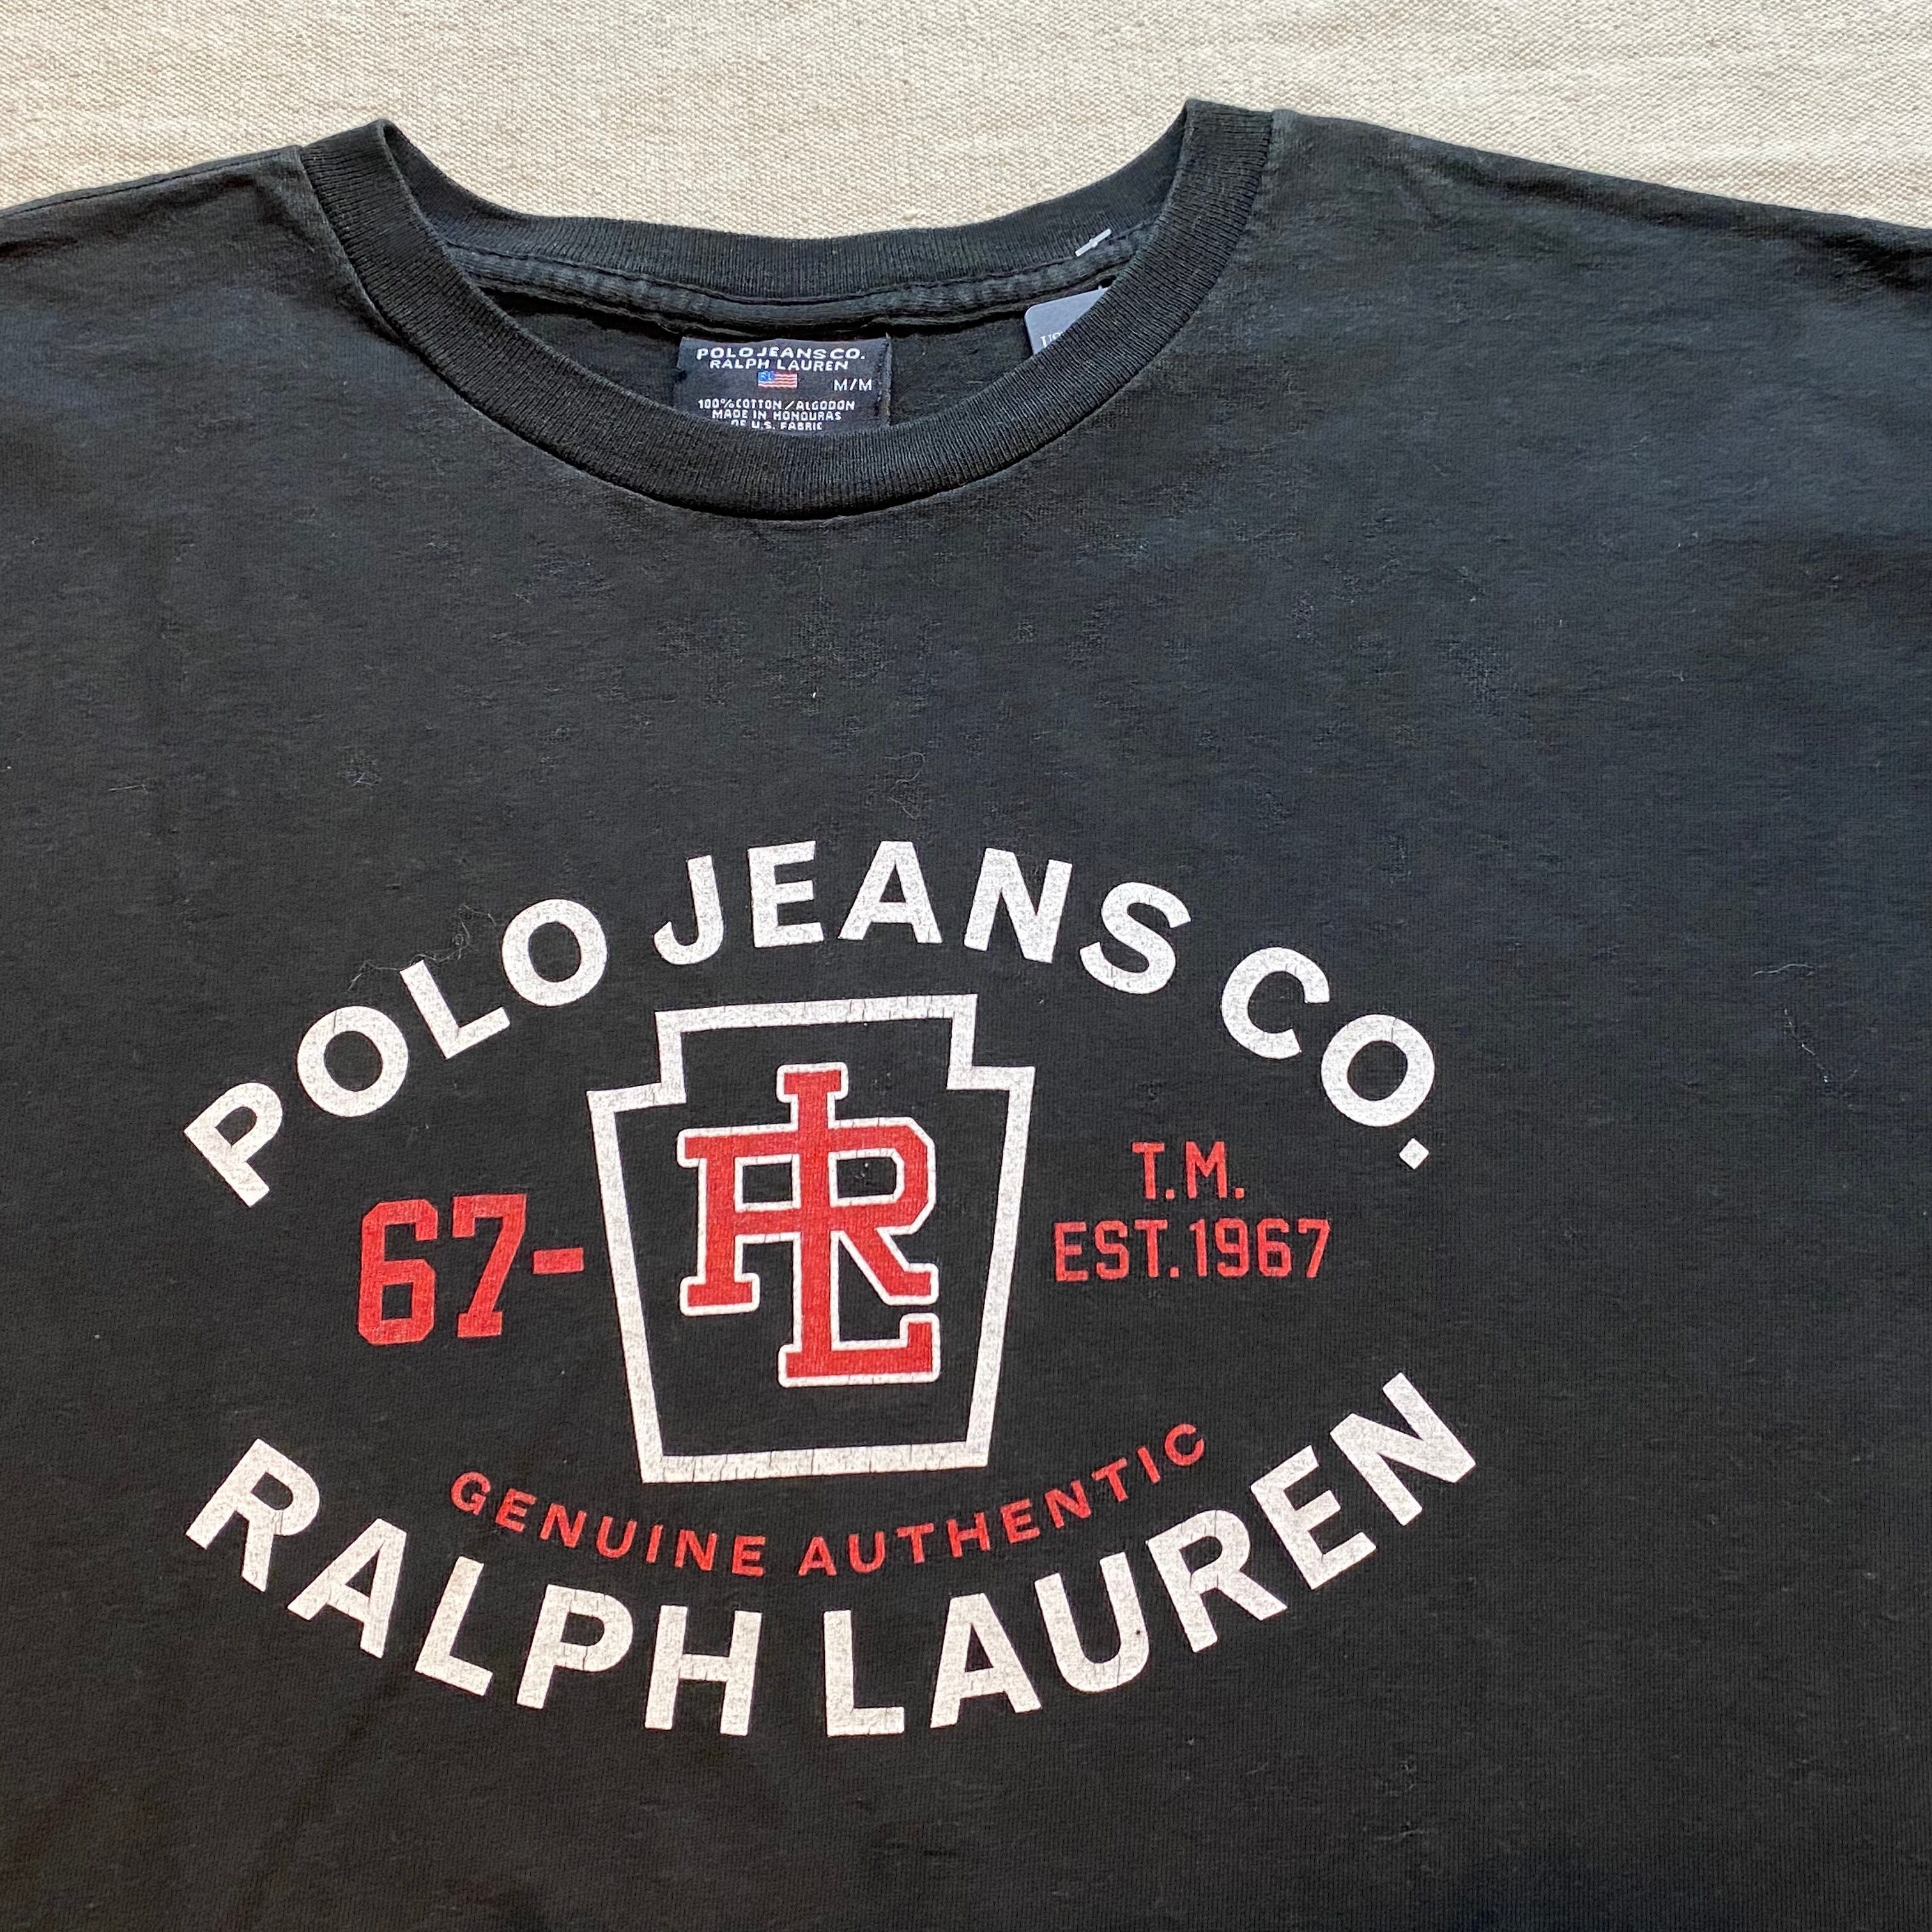 POLO JEANS CO.
RALPH LAUREN
M/M
100% COTTON / ALGODON
MADE IN HONDURAS
OF U.S. FABRIC
POLO JEANS CO.
67-
RL
T.M.
EST. 1967
GENUINE AUTHENTIC
RALPH LAUREN